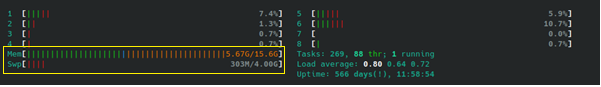 1 [||||| 7.4%] 5 [||||| 5.9%]
2 [|| 1.3%] 6 [|||||| 10.7%]
3 [| 0.7%] 7 [ 0.0%]
4 [| 0.7%] 8 [| 0.7%]
Mem[||||||||||||||||||||||||||||||||||||||||||5.67G/15.6G] Tasks: 269, 88 thr; 1 running
Swp[|||| 303M/4.00G] Load average: 0.80 0.64 0.72
Uptime: 566 days(!), 11:58:54